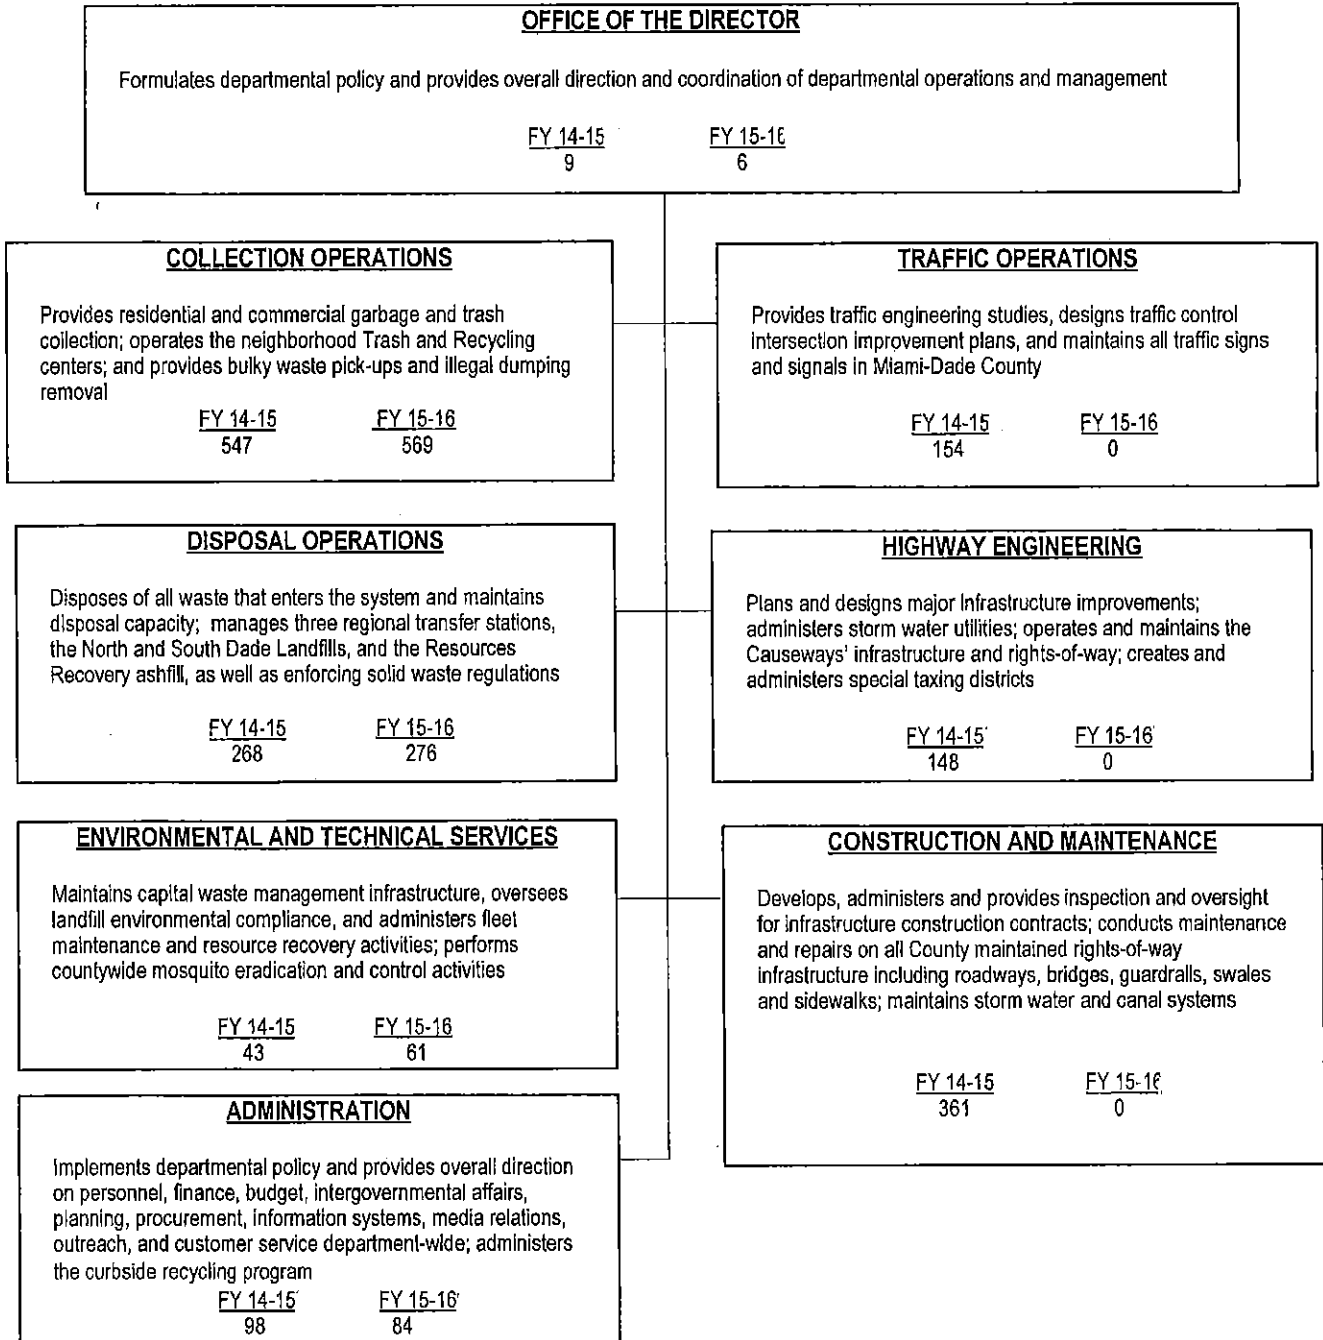 OFFICE OF THE DIRECTOR
Formulates departmental policy and provides overall direction and coordination of departmental operations and management
FY 14-15 FY 15-16
9 6
COLLECTION OPERATIONS
Provides residential and commercial garbage and trash
collection; operates the neighborhood Trash and Recycling
centers; and provides bulky waste pick-ups and illegal dumping
removal
FY 14-15 FY 15-16
547 569
TRAFFIC OPERATIONS
Provides traffic engineering studies, designs traffic control
intersection improvement plans, and maintains all traffic signs
and signals in Miami-Dade County
FY 14-15 FY 15-16
154 0
DISPOSAL OPERATIONS
Disposes of all waste that enters the system and maintains
disposal capacity; manages three regional transfer stations,
the North and South Dade Landfills, and the Resources
Recovery ashfill, as well as enforcing solid waste regulations
FY 14-15 FY 15-16
268 276
HIGHWAY ENGINEERING
Plans and designs major infrastructure improvements;
administers storm water utilities; operates and maintains the
Causeways' infrastructure and rights-of-way; creates and
administers special taxing districts
FY 14-15 FY 15-16
148 0
ENVIRONMENTAL AND TECHNICAL SERVICES
Maintains capital waste management infrastructure, oversees
landfill environmental compliance, and administers fleet
maintenance and resource recovery activities; performs
countywide mosquito eradication and control activities
FY 14-15 FY 15-16
43 61
CONSTRUCTION AND MAINTENANCE
Develops, administers and provides inspection and oversight
for infrastructure construction contracts; conducts maintenance
and repairs on all County maintained rights-of-way
infrastructure including roadways, bridges, guardrails, swales
and sidewalks; maintains storm water and canal systems
FY 14-15 FY 15-16
361 0
ADMINISTRATION
Implements departmental policy and provides overall direction
on personnel, finance, budget, intergovernmental affairs,
planning, procurement, information systems, media relations,
outreach, and customer service department-wide; administers
the curbside recycling program
FY 14-15 FY 15-16
98 84